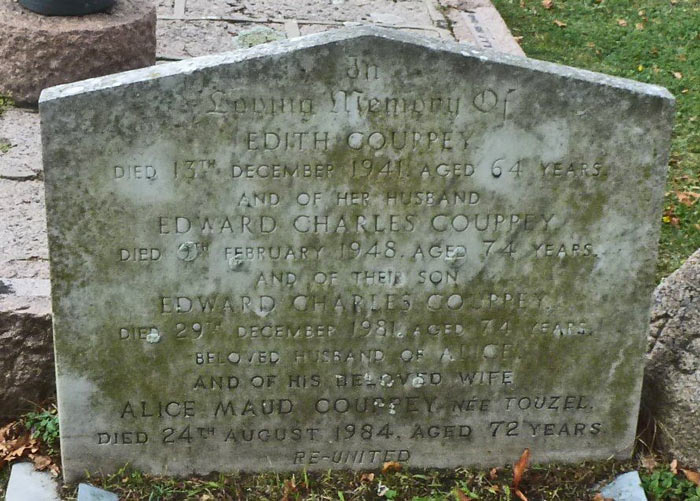 In
Loving Memory Of
EDITH COUPPEY
DIED 13TH DECEMBER 1941. AGED 64 YEARS.
AND OF HER HUSBAND
EDWARD CHARLES COUPPEY
DIED TH FEBRUARY 1948. AGED 74 YEARS.
AND OF THEIR SON
EDWARD CHARLES COUPPEY.
DIED 29TH DECEMBER 1981. AGED 74 YEARS.
BELOVED HUSBAND OF ALICE.
AND OF HIS BELOVED WIFE
ALICE MAUD COUPPEY, NÉE TOUZEL.
DIED 24TH AUGUST 1984. AGED 72 YEARS
RE-UNITED